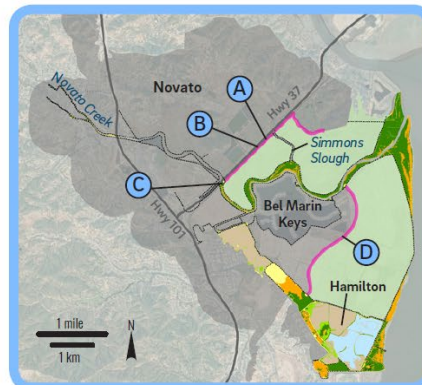 Novato
A
Hwy 37
B
Novato Creek
Simmons
Slough
C
Bel Marin
Keys
Hwy 101
D
Hamilton
1 mile
1 km
N